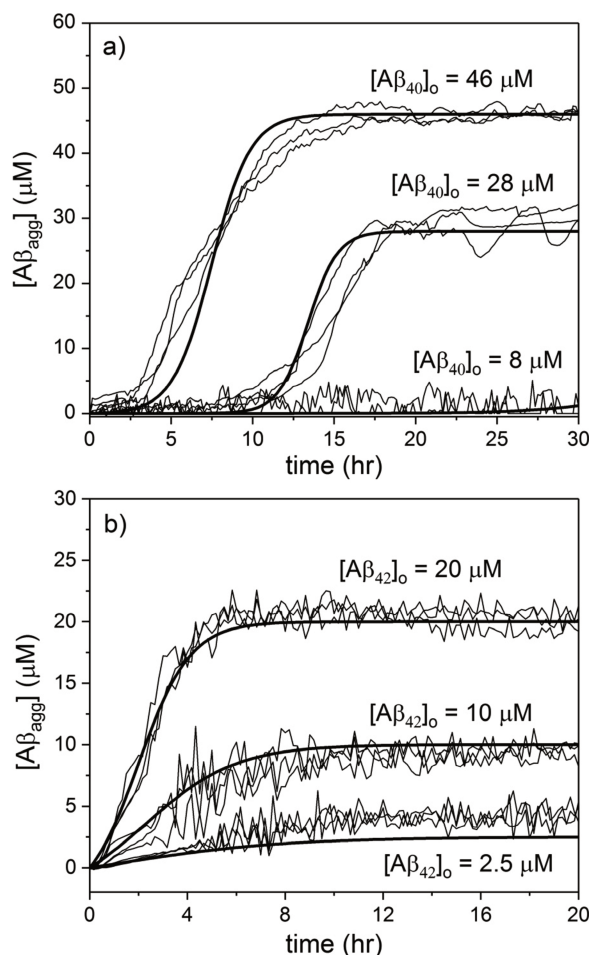 a)
[Aβ40]o = 46 μM
[Aβ40]o = 28 μM
[Aβ40]o = 8 μM
[Aβagg] (μM)
60
50
40
30
20
10
0
0 5 10 15 20 25 30
time (hr)
b)
[Aβ42]o = 20 μM
[Aβ42]o = 10 μM
[Aβ42]o = 2.5 μM
[Aβagg] (μM)
30
25
20
15
10
5
0
0 4 8 12 16 20
time (hr)